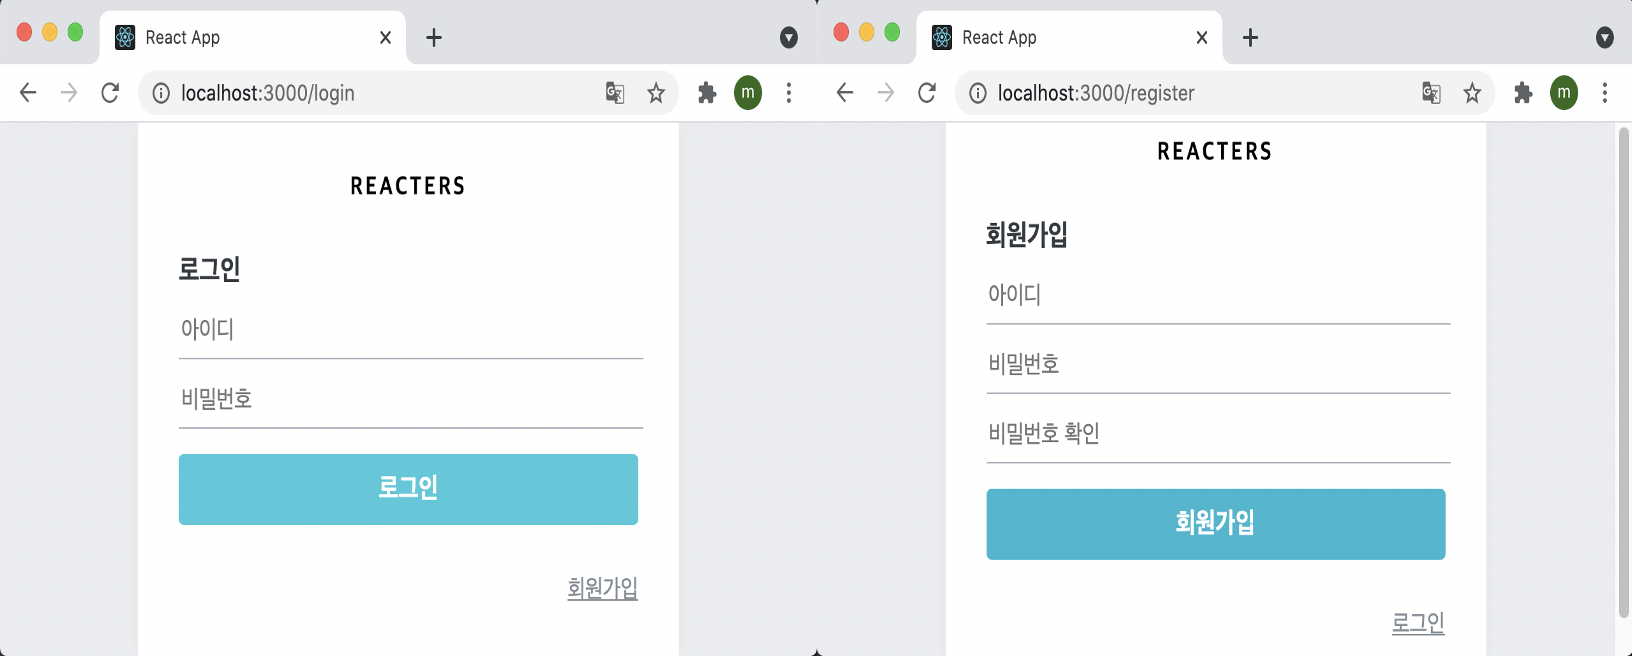 React App
localhost:3000/login
m
REACTERS
로그인
아이디
비밀번호
로그인
회원가입
React App
localhost:3000/register
m
REACTERS
회원가입
아이디
비밀번호
비밀번호 확인
회원가입
로그인